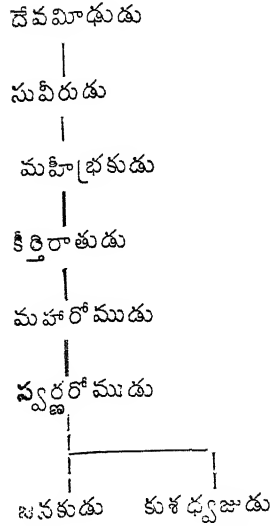 దేవమీఢుడు
సువీరుడు
మహీధ్రకుడు
కీర్తిరాతుడు
మహారోముడు
స్వర్ణరోముడు
జనకుడు కుశధ్వజుడు